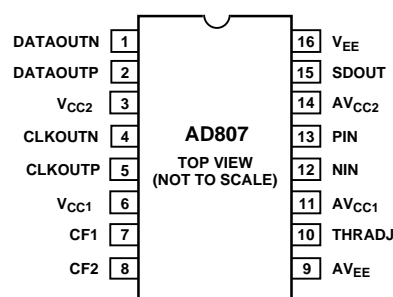 DATAOUTN 1
DATAOUTP 2
VCC2 3
CLKOUTN 4
CLKOUTP 5
VCC1 6
CF1 7
CF2 8
AD807
TOP VIEW
(NOT TO SCALE)
16 VEE
15 SDOUT
14 AVCC2
13 PIN
12 NIN
11 AVCC1
10 THRADJ
9 AVEE